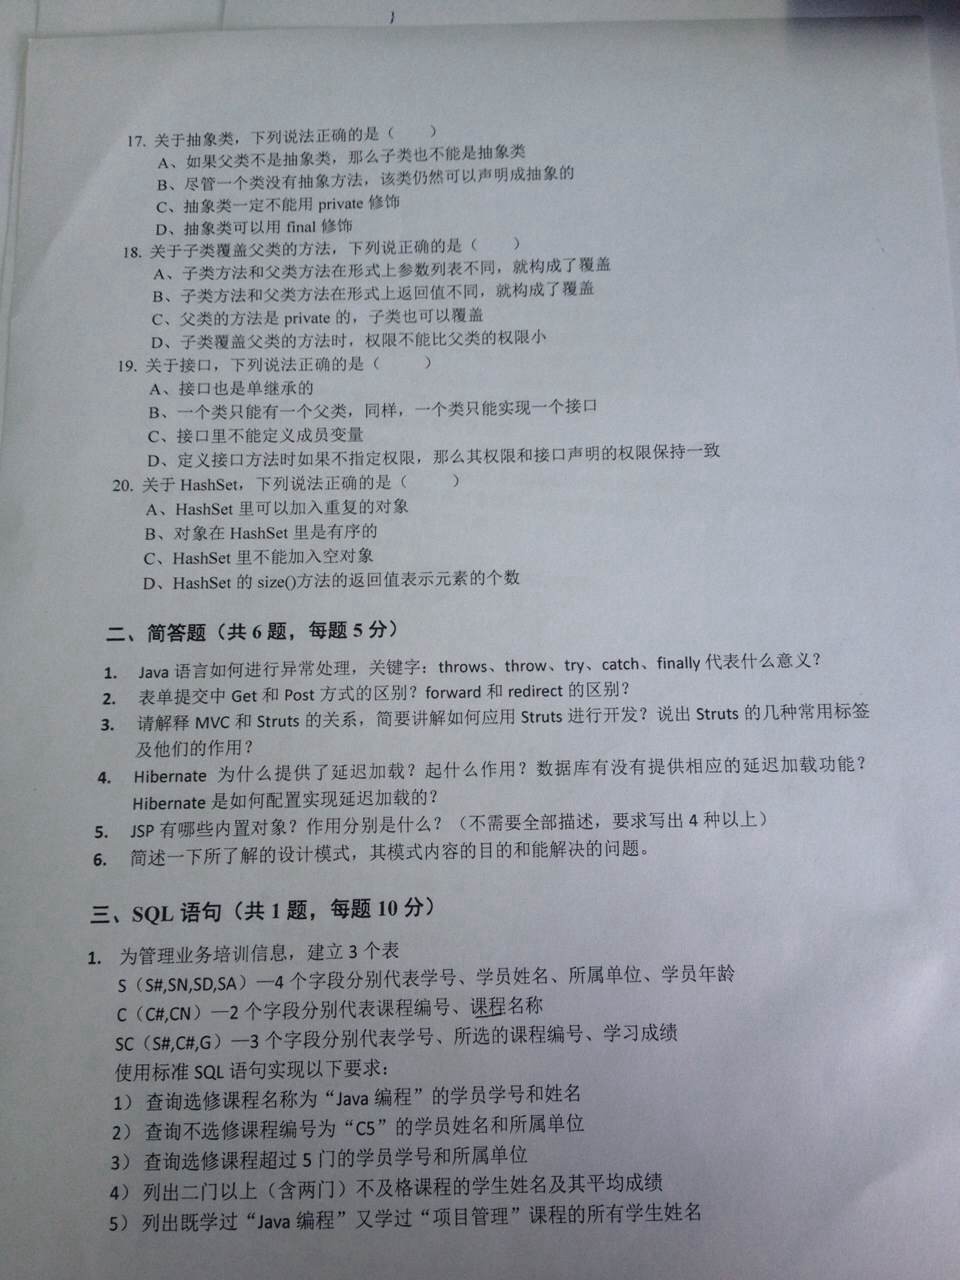 17. 关于抽象类，下列说法正确的是（　　）
A、如果父类不是抽象类，那么子类也不能是抽象类
B、尽管一个类没有抽象方法，该类仍然可以声明成抽象的
C、抽象类一定不能用 private 修饰
D、抽象类可以用 final 修饰
18. 关于子类覆盖父类的方法，下列说正确的是（　　）
A、子类方法和父类方法在形式上参数列表不同，就构成了覆盖
B、子类方法和父类方法在形式上返回值不同，就构成了覆盖
C、父类的方法是 private 的，子类也可以覆盖
D、子类覆盖父类的方法时，权限不能比父类的权限小
19. 关于接口，下列说法正确的是（　　）
A、接口也是单继承的
B、一个类只能有一个父类，同样，一个类只能实现一个接口
C、接口里不能定义成员变量
D、定义接口方法时如果不指定权限，那么其权限和接口声明的权限保持一致
20. 关于 HashSet，下列说法正确的是（　　）
A、HashSet 里可以加入重复的对象
B、对象在 HashSet 里是有序的
C、HashSet 里不能加入空对象
D、HashSet 的 size()方法的返回值表示元素的个数
二、简答题（共 6 题，每题 5 分）
1. Java 语言如何进行异常处理，关键字：throws、throw、try、catch、finally 代表什么意义？
2. 表单提交中 Get 和 Post 方式的区别？forward 和 redirect 的区别？
3. 请解释 MVC 和 Struts 的关系，简要讲解如何应用 Struts 进行开发？说出 Struts 的几种常用标签
及他们的作用？
4. Hibernate 为什么提供了延迟加载？起什么作用？数据库有没有提供相应的延迟加载功能？
Hibernate 是如何配置实现延迟加载的？
5. JSP 有哪些内置对象？作用分别是什么？（不需要全部描述，要求写出 4 种以上）
6. 简述一下所了解的设计模式，其模式内容的目的和能解决的问题。
三、SQL 语句（共 1 题，每题 10 分）
1. 为管理业务培训信息，建立 3 个表
S（S#,SN,SD,SA）—4 个字段分别代表学号、学员姓名、所属单位、学员年龄
C（C#,CN）—2 个字段分别代表课程编号、课程名称
SC（S#,C#,G）—3 个字段分别代表学号、所选的课程编号、学习成绩
使用标准 SQL 语句实现以下要求：
1） 查询选修课程名称为“Java 编程”的学员学号和姓名
2） 查询不选修课程编号为“C5”的学员姓名和所属单位
3） 查询选修课程超过 5 门的学员学号和所属单位
4） 列出二门以上（含两门）不及格课程的学生姓名及其平均成绩
5） 列出既学过“Java 编程”又学过“项目管理”课程的所有学生姓名